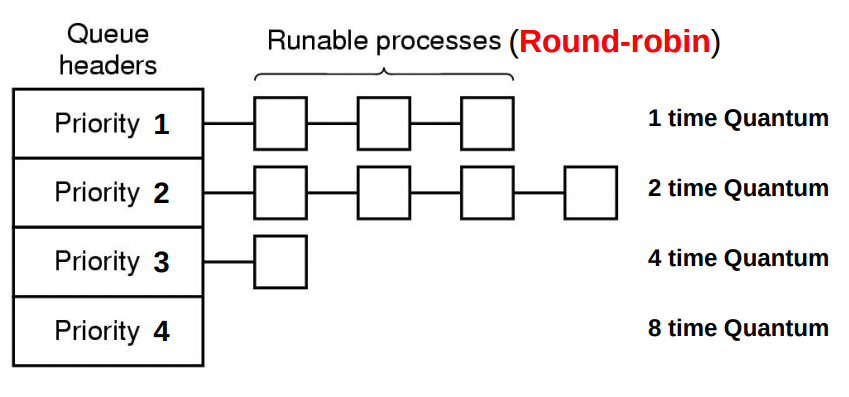 Queue
headers
Runable processes (Round-robin)
Priority 1
1 time Quantum
Priority 2
2 time Quantum
Priority 3
4 time Quantum
Priority 4
8 time Quantum